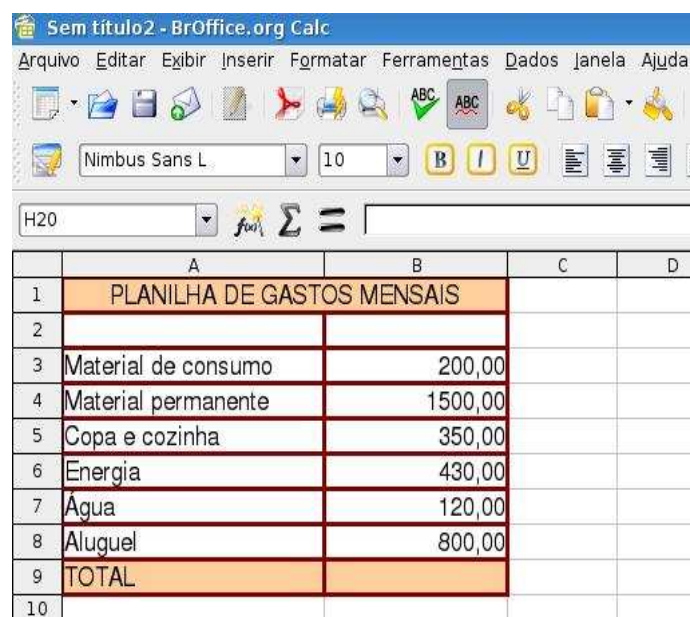 Sem título2 - BrOffice.org Calc
Arquivo Editar Exibir Inserir Formatar Ferramentas Dados Janela Ajuda
ABC ABC
Nimbus Sans L 10 B I U
H20 f(x) Σ =
A B C D
1 PLANILHA DE GASTOS MENSAIS
2
3 Material de consumo 200,00
4 Material permanente 1500,00
5 Copa e cozinha 350,00
6 Energia 430,00
7 Água 120,00
8 Aluguel 800,00
9 TOTAL
10